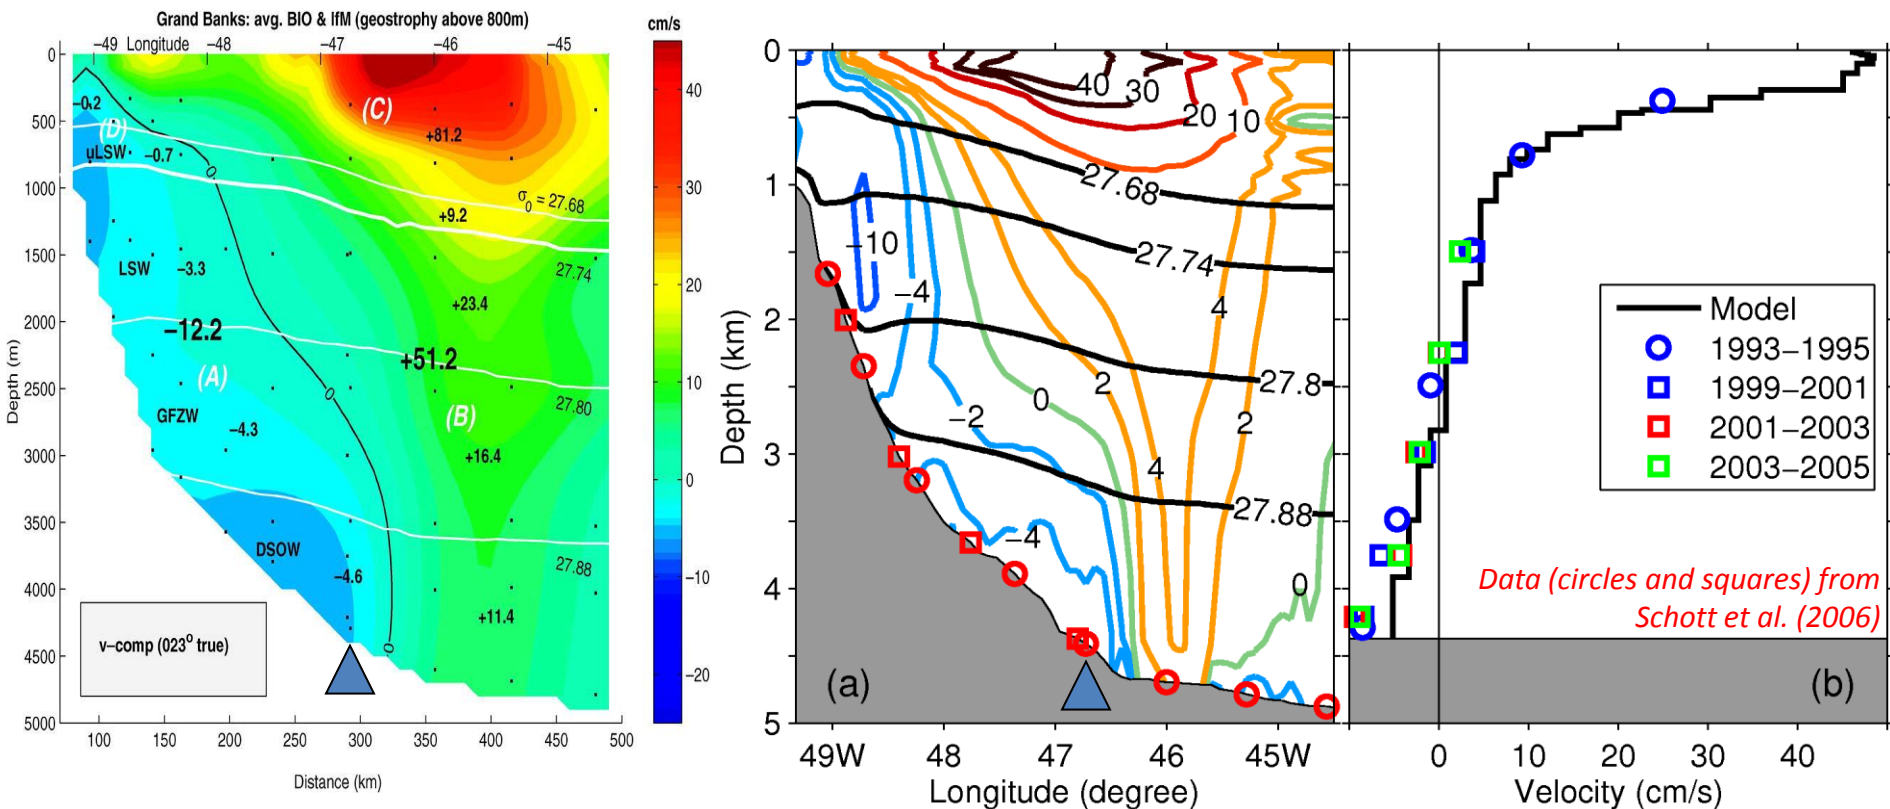 Grand Banks: avg. BIO & IfM (geostrophy above 800m)
cm/s
−49 Longitude −48 −47 −46 −45
0
500
1000
1500
2000
2500
3000
3500
4000
4500
5000
Depth (m)
−0.2
(D)
uLSW
−0.7
0
(C)
+81.2
σ0 = 27.68
+9.2
27.74
LSW
−3.3
+23.4
−12.2
+51.2
(A)
27.80
(B)
GFZW
−4.3
0
+16.4
DSOW
27.88
−4.6
+11.4
0
v−comp (023o true)
100 150 200 250 300 350 400 450 500
Distance (km)
40
30
20
10
0
−10
−20
0
1
2
3
4
5
Depth (km)
40 30
20 10
27.68
−10
27.74
−4
4
2
27.8
0
−2
2
4
27.88
−4
0
(a)
49W 48 47 46 45W
Longitude (degree)
Model
1993−1995
1999−2001
2001−2003
2003−2005
Data (circles and squares) from
Schott et al. (2006)
(b)
0 10 20 30 40
Velocity (cm/s)